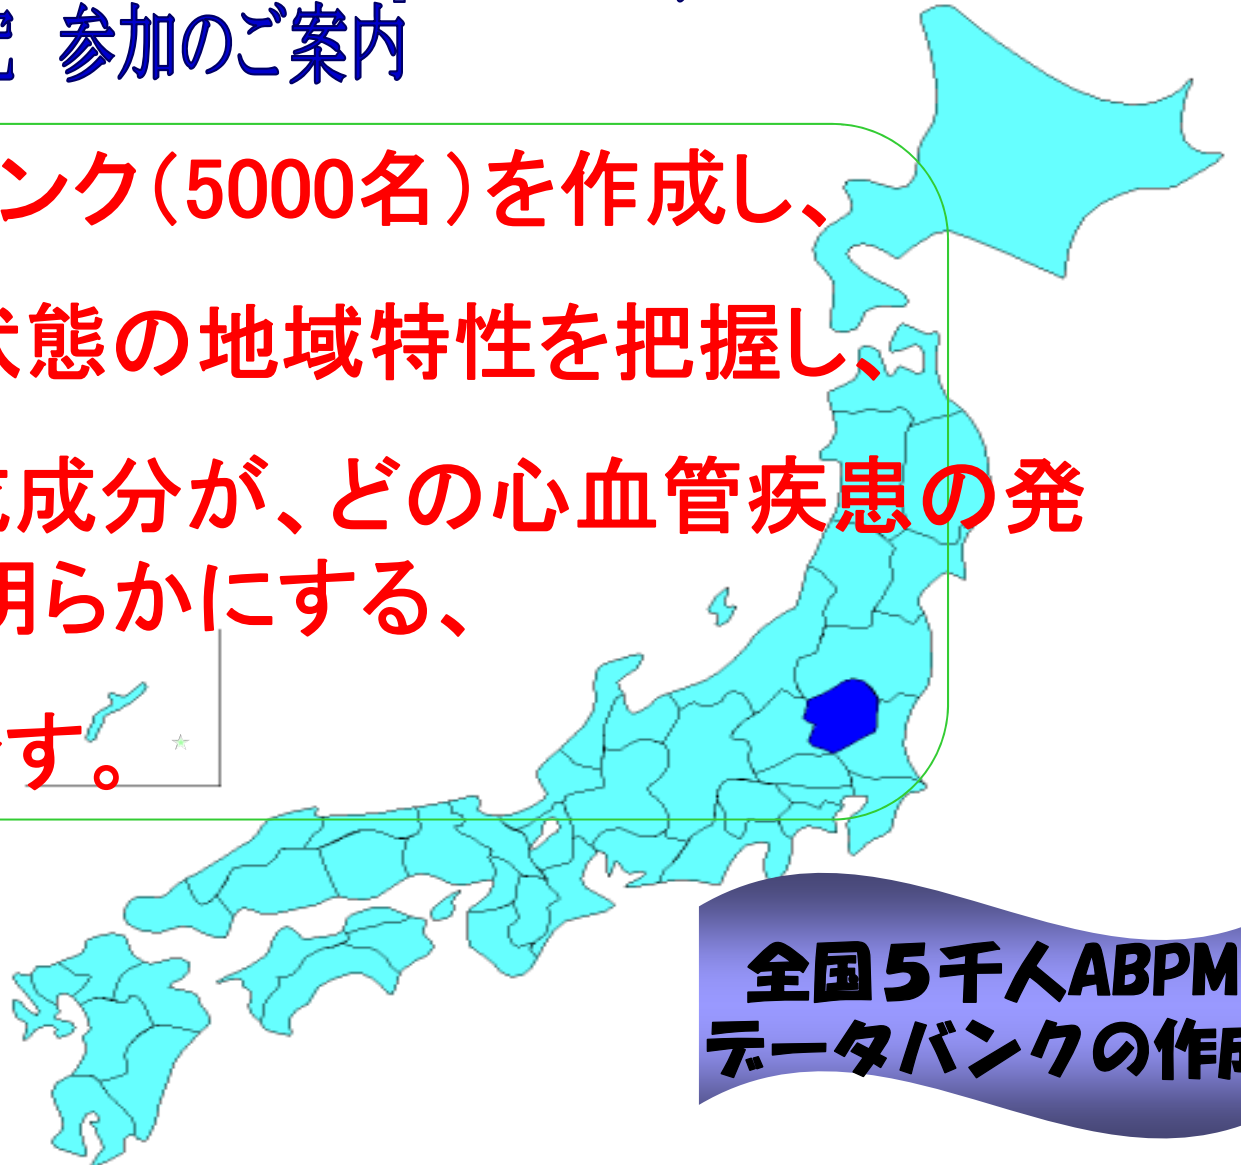 究 参加のご案内
ンク(5000名)を作成し、
状態の地域特性を把握し、
成分が、どの心血管疾患の発
明らかにする、
す。
全国５千人ABPM
データバンクの作成